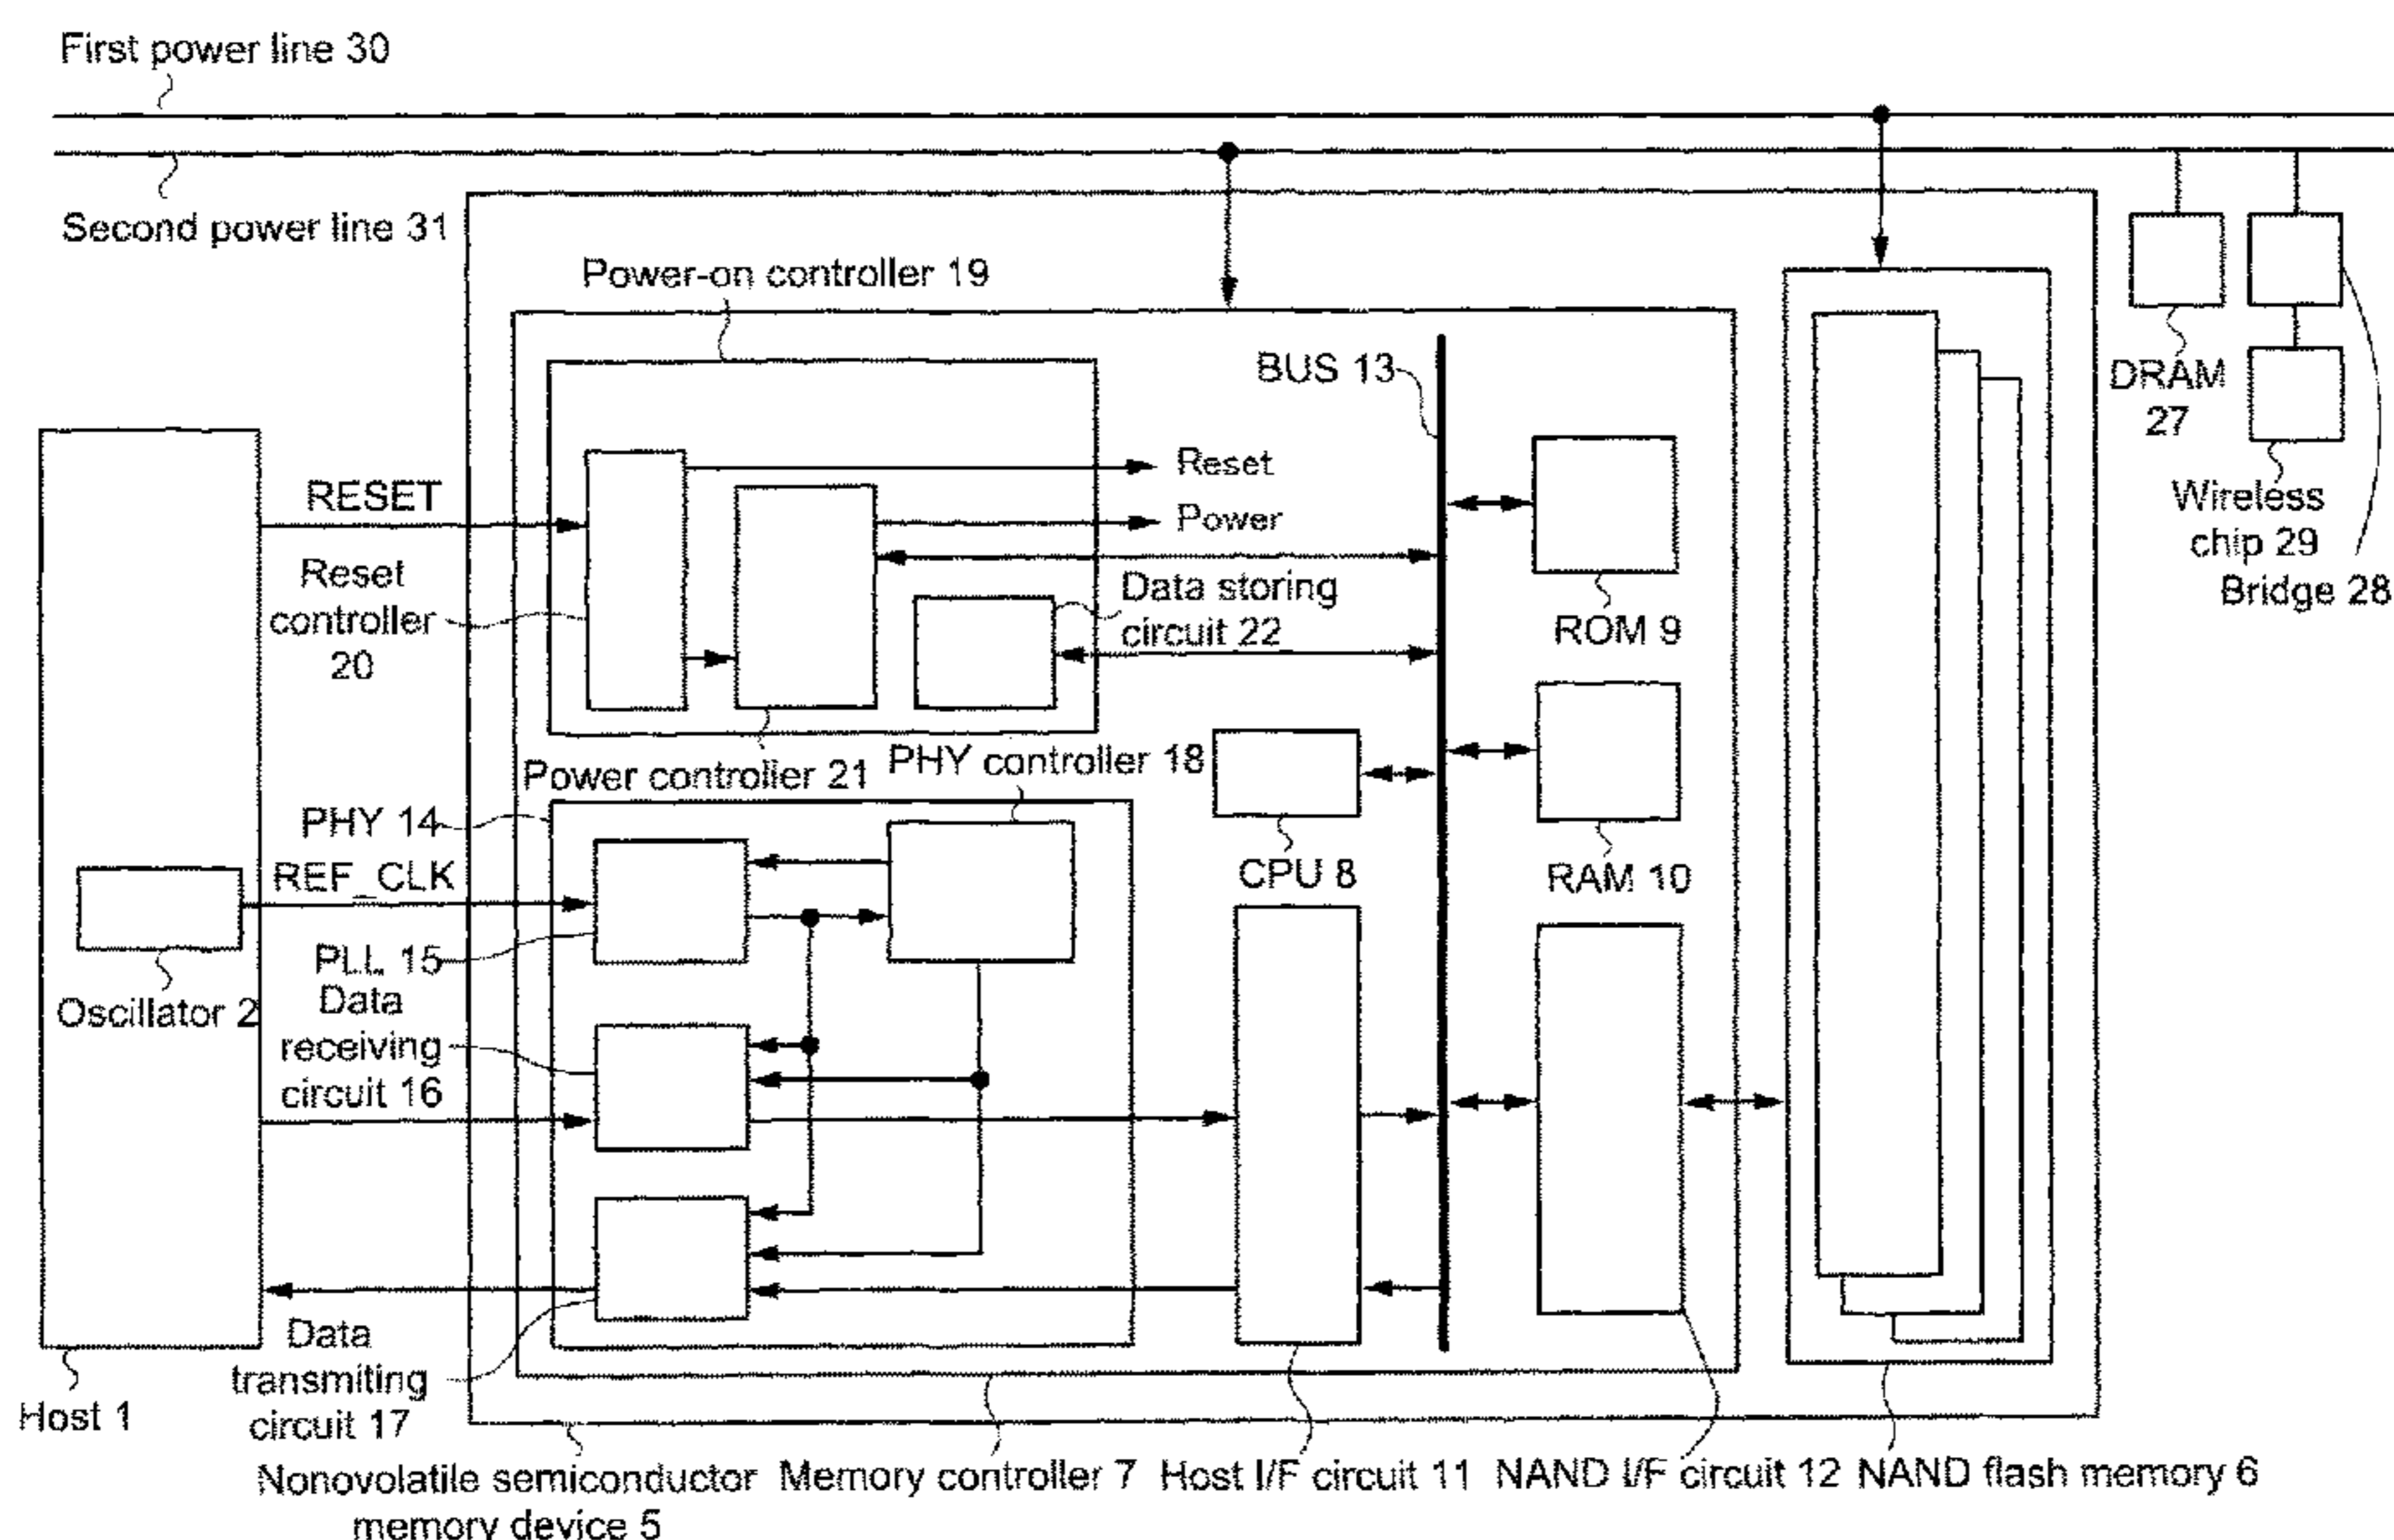 First power line 30
Second power line 31
Power-on controller 19
BUS 13
DRAM
27
Reset
RESET
Power
Wireless
chip 29
Bridge 28
Reset
controller
20
Data storing
circuit 22
ROM 9
Power controller 21
PHY controller 18
PHY 14
REF_CLK
CPU 8
RAM 10
PLL 15
Oscillator 2
Data
receiving
circuit 16
Data
transmiting
circuit 17
Host 1
Nonovolatile semiconductor
memory device 5
Memory controller 7
Host I/F circuit 11
NAND I/F circuit 12
NAND flash memory 6